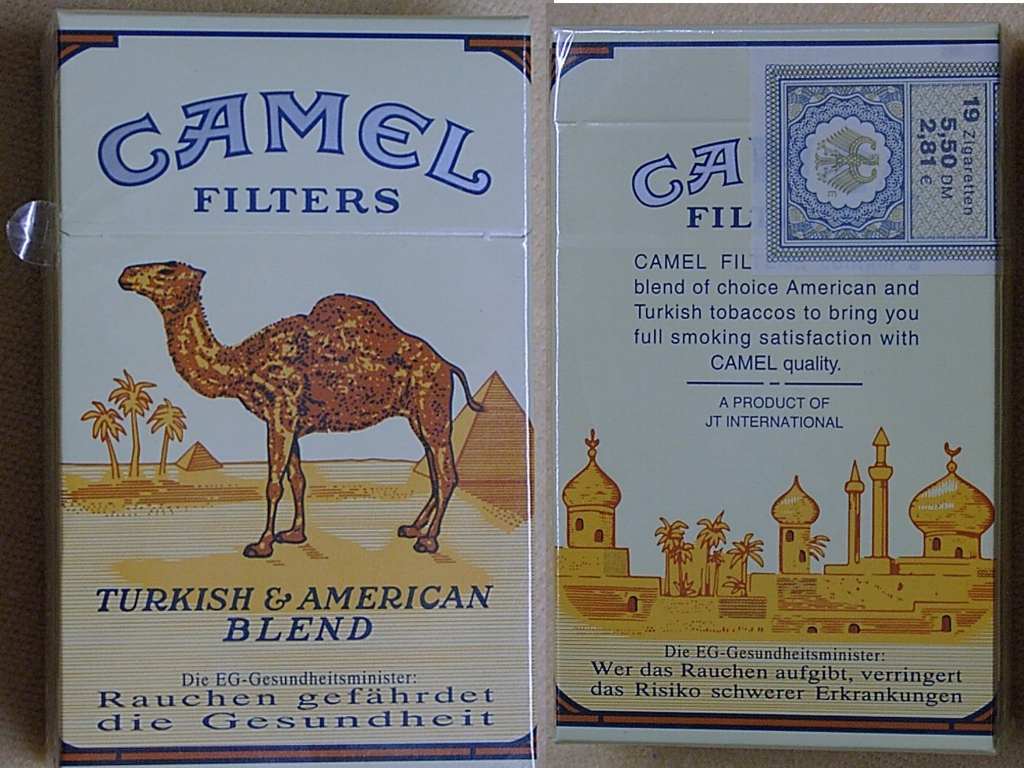 CAMEL
FILTERS
TURKISH & AMERICAN
BLEND
Die EG-Gesundheitsminister:
Rauchen gefährdet
die Gesundheit
19 Zigaretten
5,50 DM
2,81 €
CA
FIL
CAMEL FIL
blend of choice American and
Turkish tobaccos to bring you
full smoking satisfaction with
CAMEL quality.
A PRODUCT OF
JT INTERNATIONAL
Die EG-Gesundheitsminister:
Wer das Rauchen aufgibt, verringert
das Risiko schwerer Erkrankungen